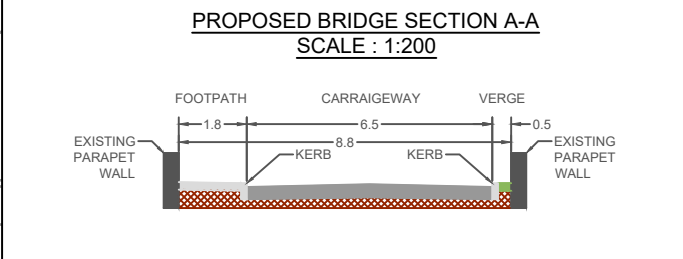 PROPOSED BRIDGE SECTION A-A
SCALE : 1:200
FOOTPATH CARRAIGEWAY VERGE
1.8 6.5 0.5
8.8
EXISTING
PARAPET
WALL
KERB KERB
EXISTING
PARAPET
WALL